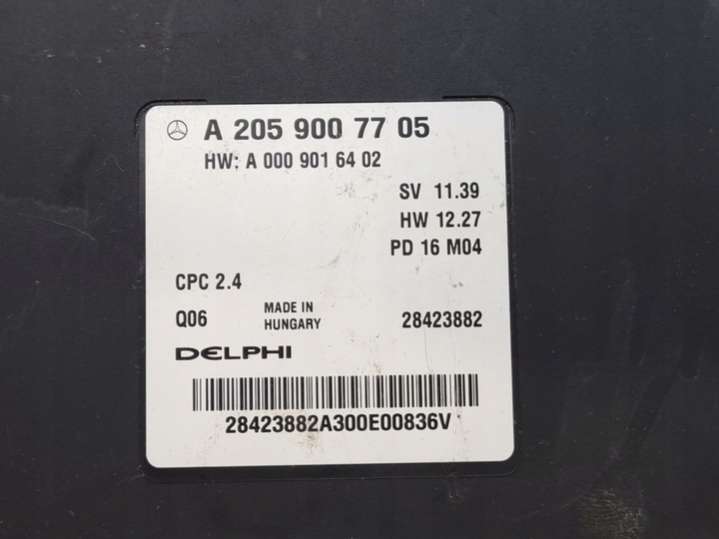 A 205 900 77 05
HW: A 000 901 64 02
SV 11.39
HW 12.27
PD 16 M04
CPC 2.4
Q06
MADE IN
HUNGARY
28423882
DELPHI
28423882A300E00836V